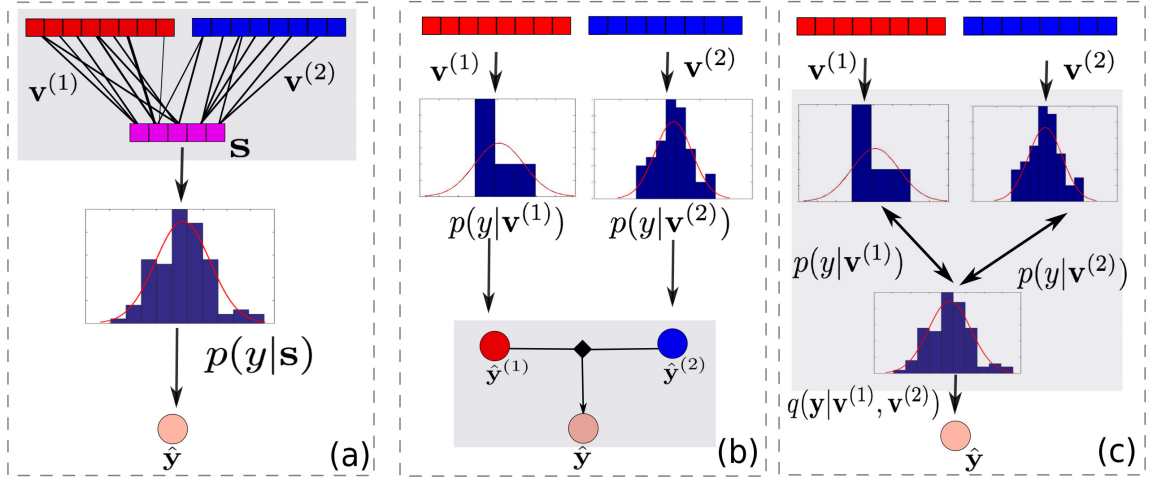 v^(1)
v^(2)
s
p(y|s)
ŷ
(a)
v^(1)
v^(2)
p(y|v^(1))
p(y|v^(2))
ŷ^(1)
ŷ^(2)
ŷ
(b)
v^(1)
v^(2)
p(y|v^(1))
p(y|v^(2))
q(y|v^(1), v^(2))
ŷ
(c)